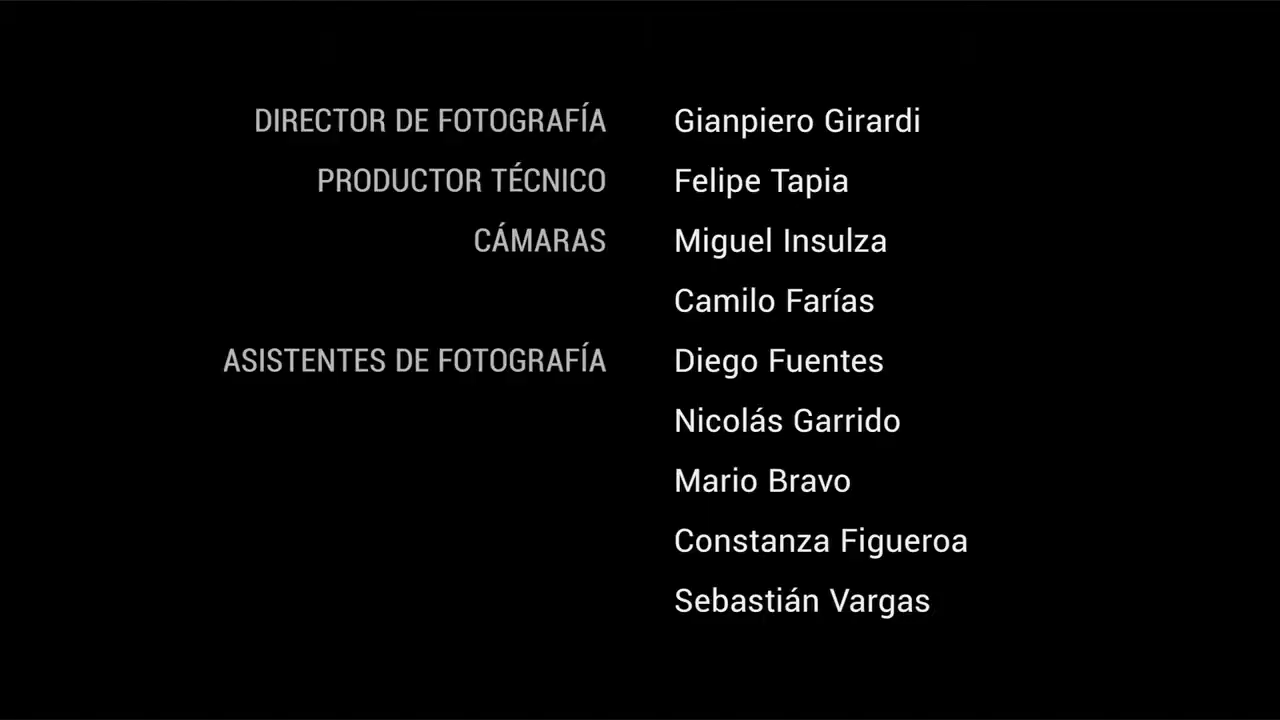 DIRECTOR DE FOTOGRAFÍA Gianpiero Girardi
PRODUCTOR TÉCNICO Felipe Tapia
CÁMARAS Miguel Insulza
Camilo Farías
ASISTENTES DE FOTOGRAFÍA Diego Fuentes
Nicolás Garrido
Mario Bravo
Constanza Figueroa
Sebastián Vargas